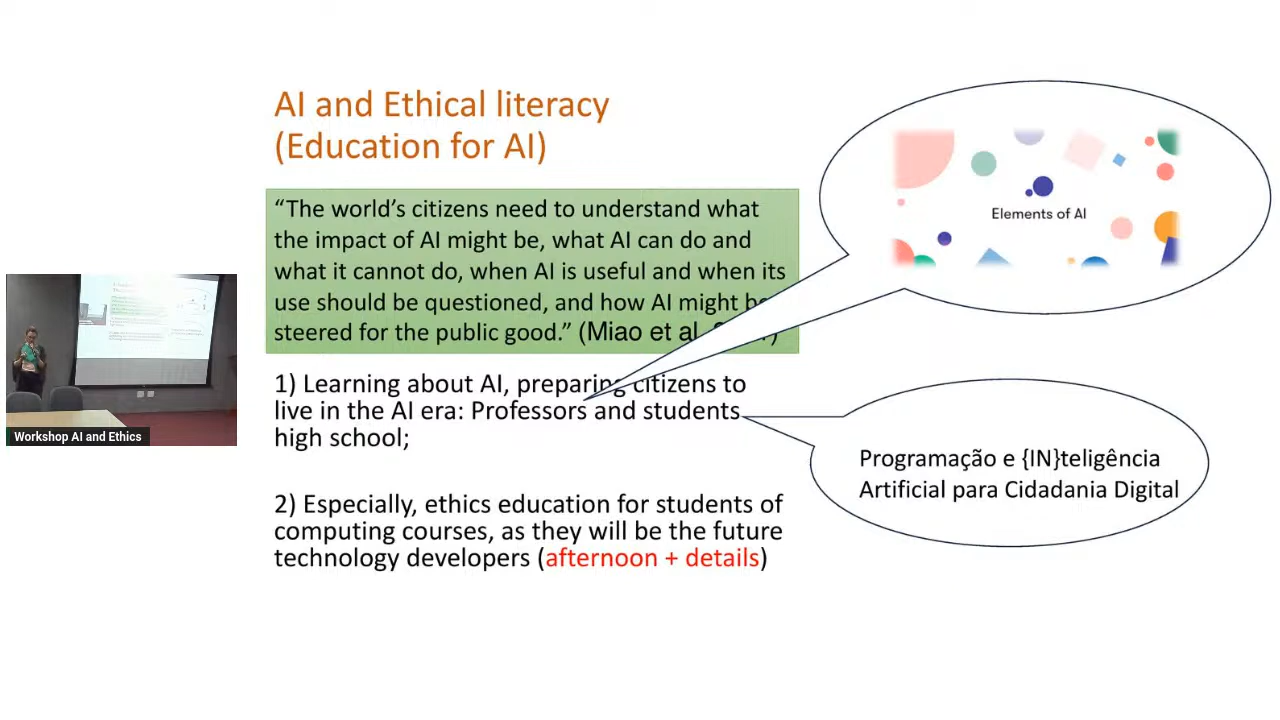 AI and Ethical literacy
(Education for AI)
“The world’s citizens need to understand what
the impact of AI might be, what AI can do and
what it cannot do, when AI is useful and when its
use should be questioned, and how AI might be
steered for the public good.” (Miao et al
1) Learning about AI, preparing citizens to
live in the AI era: Professors and students
high school;
2) Especially, ethics education for students of
computing courses, as they will be the future
technology developers (afternoon + details)
Elements of AI
Programação e {IN}teligência
Artificial para Cidadania Digital
Workshop AI and Ethics